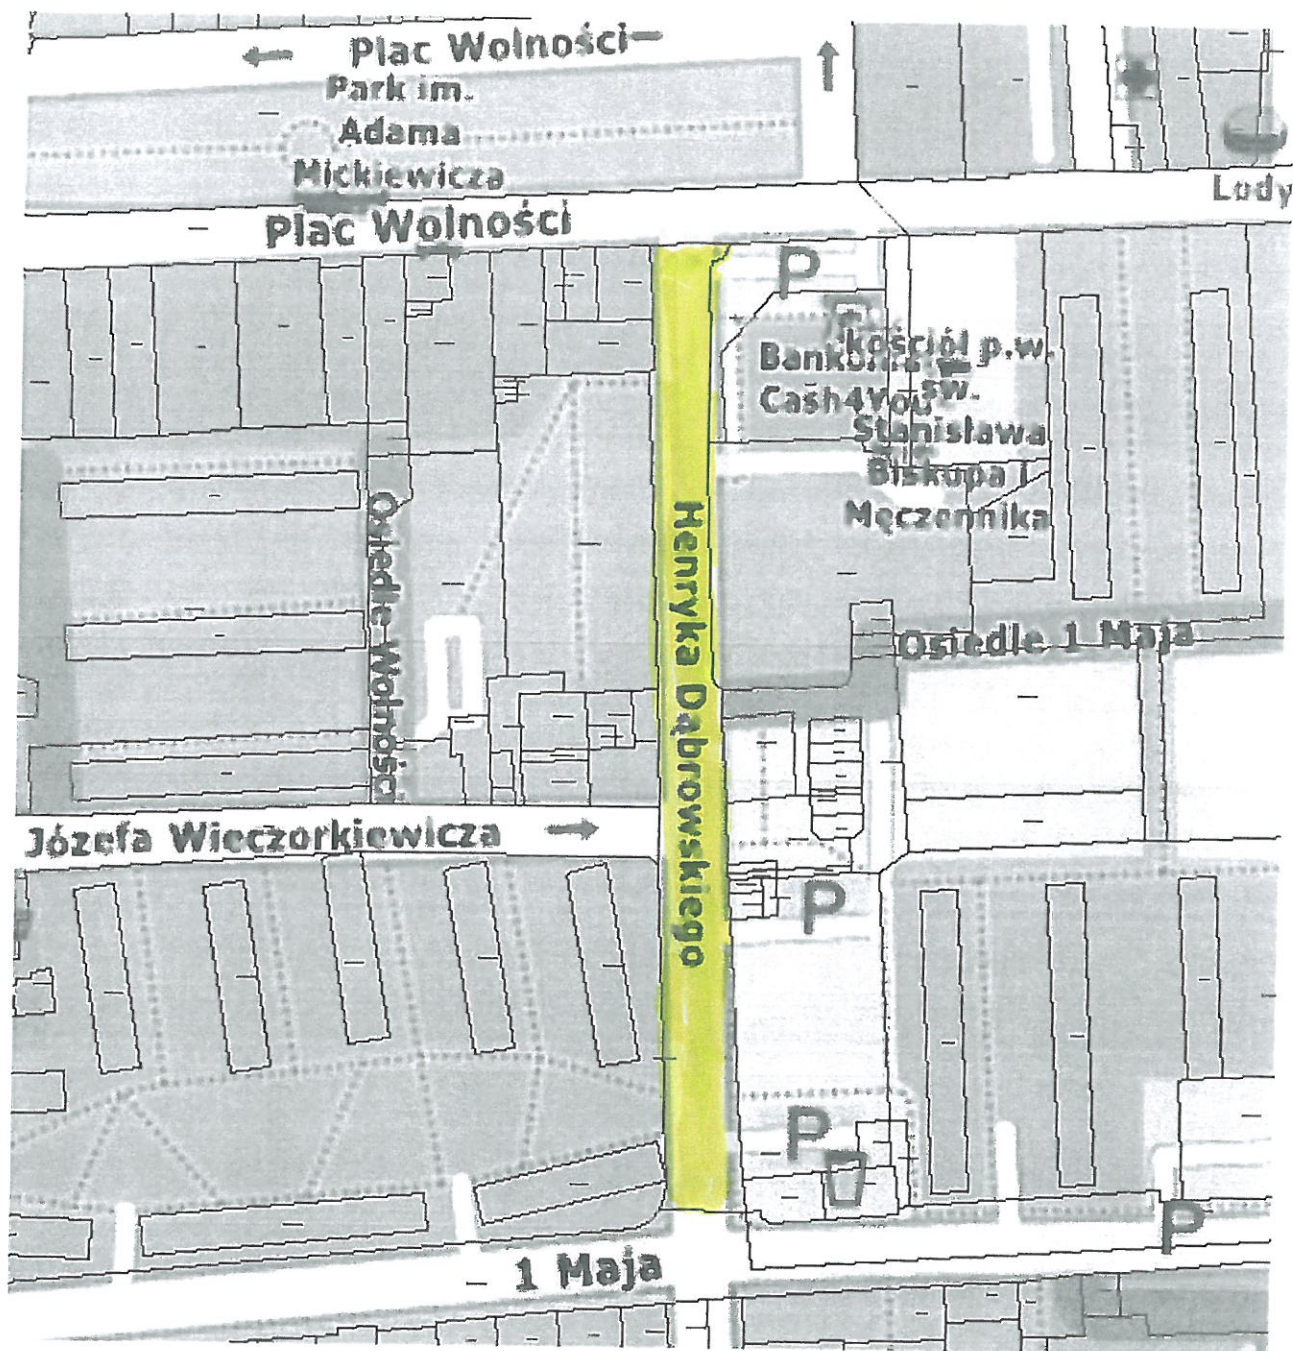 Plac Wolności
Park im.
Adama
Mickiewicza
Lody
Plac Wolności
P
kościół p.w.
św.
Stanisława
Biskupa i
Męczennika
Bankomat
Cash4You
Henryka Dąbrowskiego
Osiedle Wolności
Osiedle 1 Maja
Józefa Wieczorkiewicza
P
P
P
1 Maja